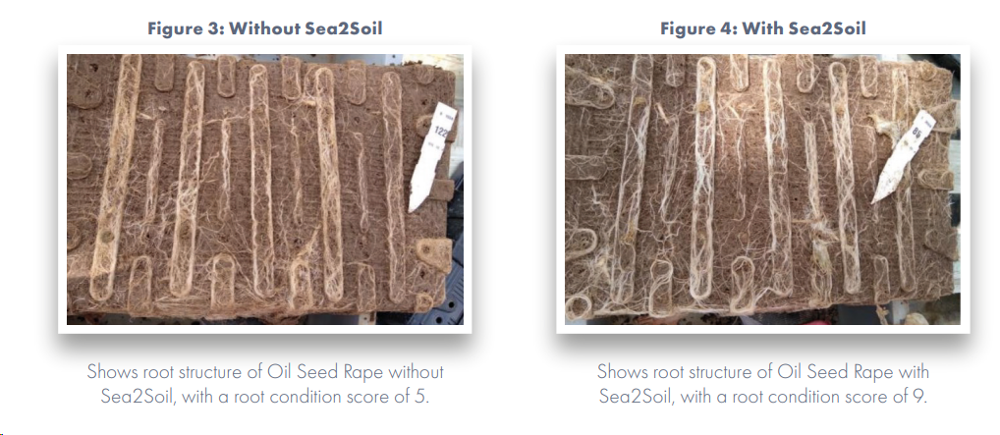 Figure 3: Without Sea2Soil
Figure 4: With Sea2Soil
85
Shows root structure of Oil Seed Rape without
Sea2Soil, with a root condition score of 5.
Shows root structure of Oil Seed Rape with
Sea2Soil, with a root condition score of 9.